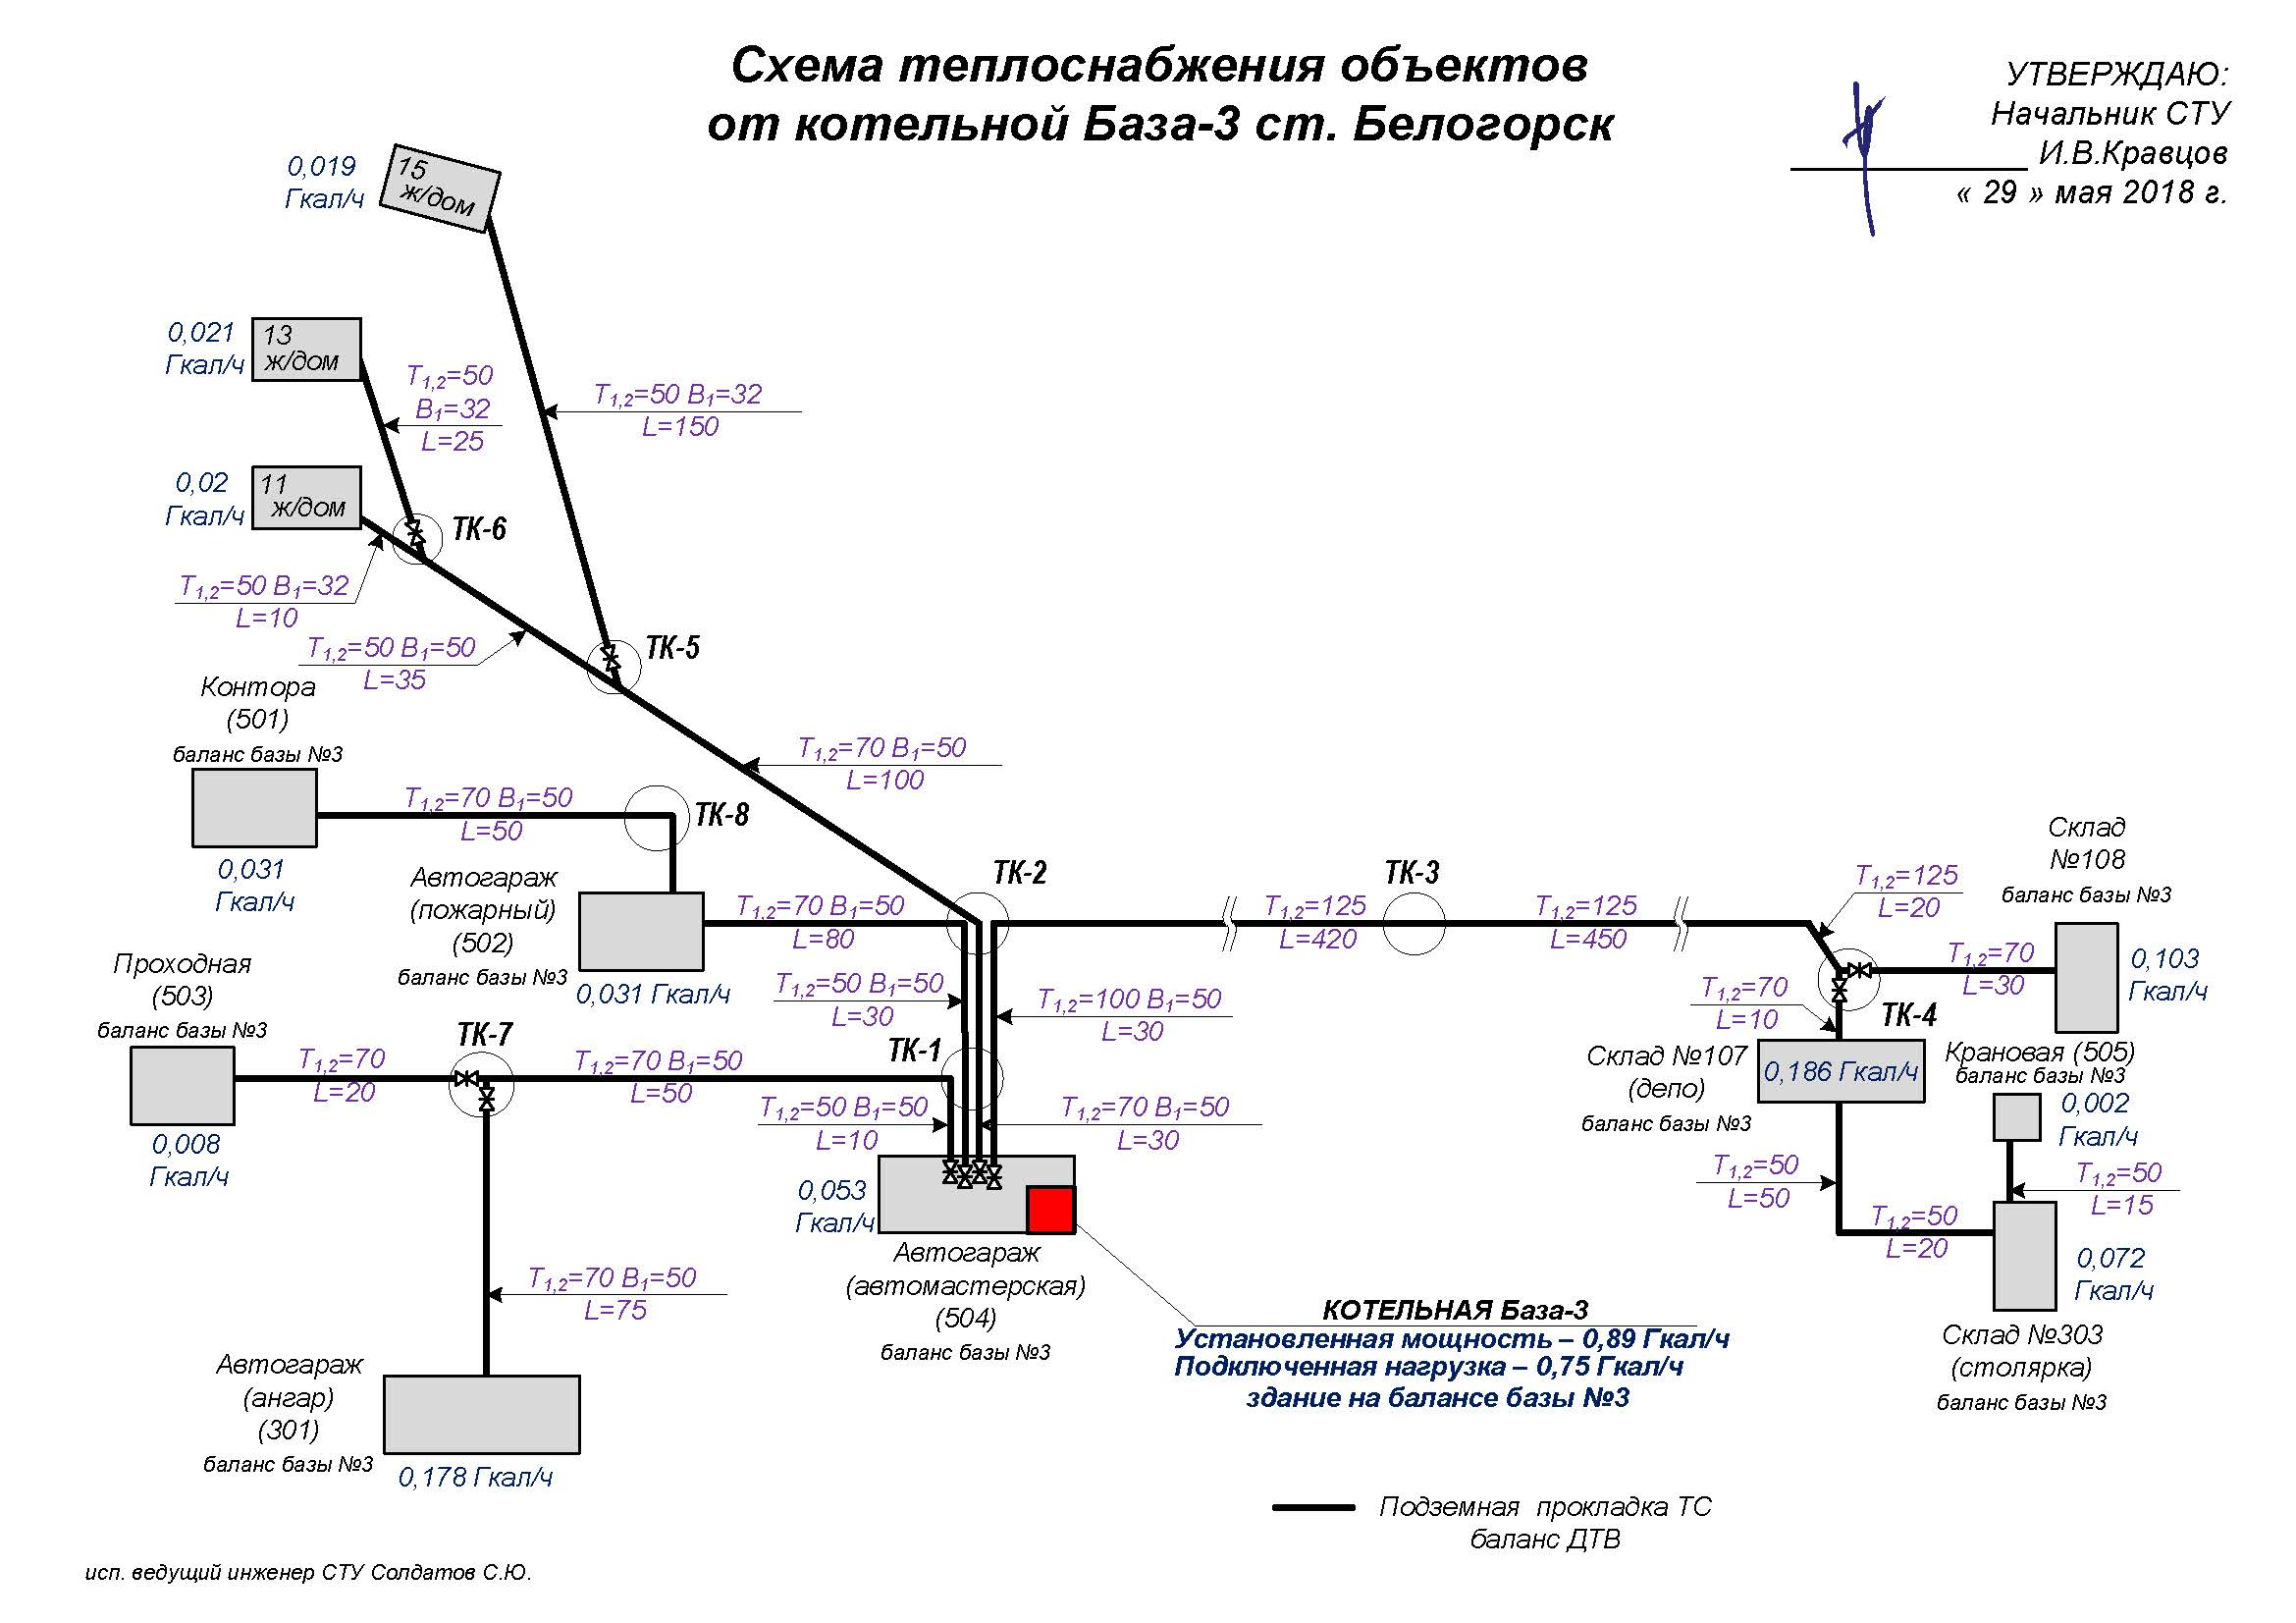 Схема теплоснабжения объектов
от котельной База-3 ст. Белогорск
УТВЕРЖДАЮ:
Начальник СТУ
И.В.Кравцов
« 29 » мая 2018 г.
0,019
Гкал/ч
15
ж/дом
0,021
Гкал/ч
13
ж/дом
T1,2=50
B1=32
L=25
T1,2=50 B1=32
L=150
0,02
Гкал/ч
11
ж/дом
ТК-6
T1,2=50 B1=32
L=10
T1,2=50 B1=50
L=35
ТК-5
Контора
(501)
баланс базы №3
T1,2=70 B1=50
L=100
T1,2=70 B1=50
L=50
ТК-8
0,031
Гкал/ч
Автогараж
(пожарный)
(502)
баланс базы №3
0,031 Гкал/ч
T1,2=70 B1=50
L=80
ТК-2
T1,2=125
L=420
ТК-3
T1,2=125
L=450
T1,2=125
L=20
Склад
№108
баланс базы №3
0,103
Гкал/ч
T1,2=70
L=30
T1,2=70
L=10
ТК-4
Проходная
(503)
баланс базы №3
T1,2=50 B1=50
L=30
T1,2=100 B1=50
L=30
ТК-7
ТК-1
T1,2=70
L=20
T1,2=70 B1=50
L=50
0,008
Гкал/ч
T1,2=50 B1=50
L=10
T1,2=70 B1=50
L=30
Склад №107
(депо)
баланс базы №3
0,186 Гкал/ч
Крановая (505)
баланс базы №3
0,002
Гкал/ч
T1,2=50
L=50
T1,2=50
L=15
T1,2=50
L=20
0,072
Гкал/ч
Склад №303
(столярка)
баланс базы №3
0,053
Гкал/ч
Автогараж
(автомастерская)
(504)
баланс базы №3
T1,2=70 B1=50
L=75
КОТЕЛЬНАЯ База-3
Установленная мощность – 0,89 Гкал/ч
Подключенная нагрузка – 0,75 Гкал/ч
здание на балансе базы №3
Автогараж
(ангар)
(301)
баланс базы №3
0,178 Гкал/ч
Подземная прокладка ТС
баланс ДТВ
исп. ведущий инженер СТУ Солдатов С.Ю.